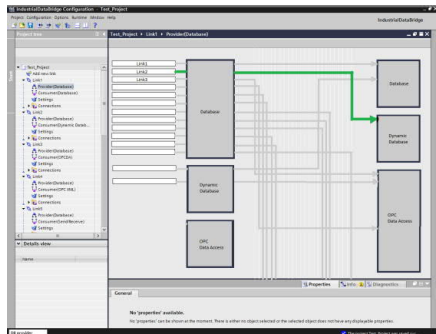 IndustrialDataBridge Configuration - Test_Project
Project Configuration Options Runtime Window Help
IndustrialDataBridge
Project tree
Test_Project > Link1 > Provider(Database)
Test_Project
Add new link
Link1
Provider(Database)
Consumer(Database)
Settings
Connections
Link2
Provider(Database)
Consumer(Dynamic Datab...
Settings
Connections
Link3
Provider(Database)
Consumer(OPCDA)
Settings
Connections
Link4
Provider(Database)
Consumer(OPC XML)
Settings
Connections
Link5
Provider(Database)
Consumer(SendReceive)
Settings
Connections
Details view
Name
Link1
Link2
Link3
Database
Dynamic Database
OPC Data Access
Database
Dynamic Database
OPC Data Access
Properties
Info
Diagnostics
General
No 'properties' available.
No 'properties' can be shown at the moment. There is either no object selected or the selected object does not have any displayable properties.